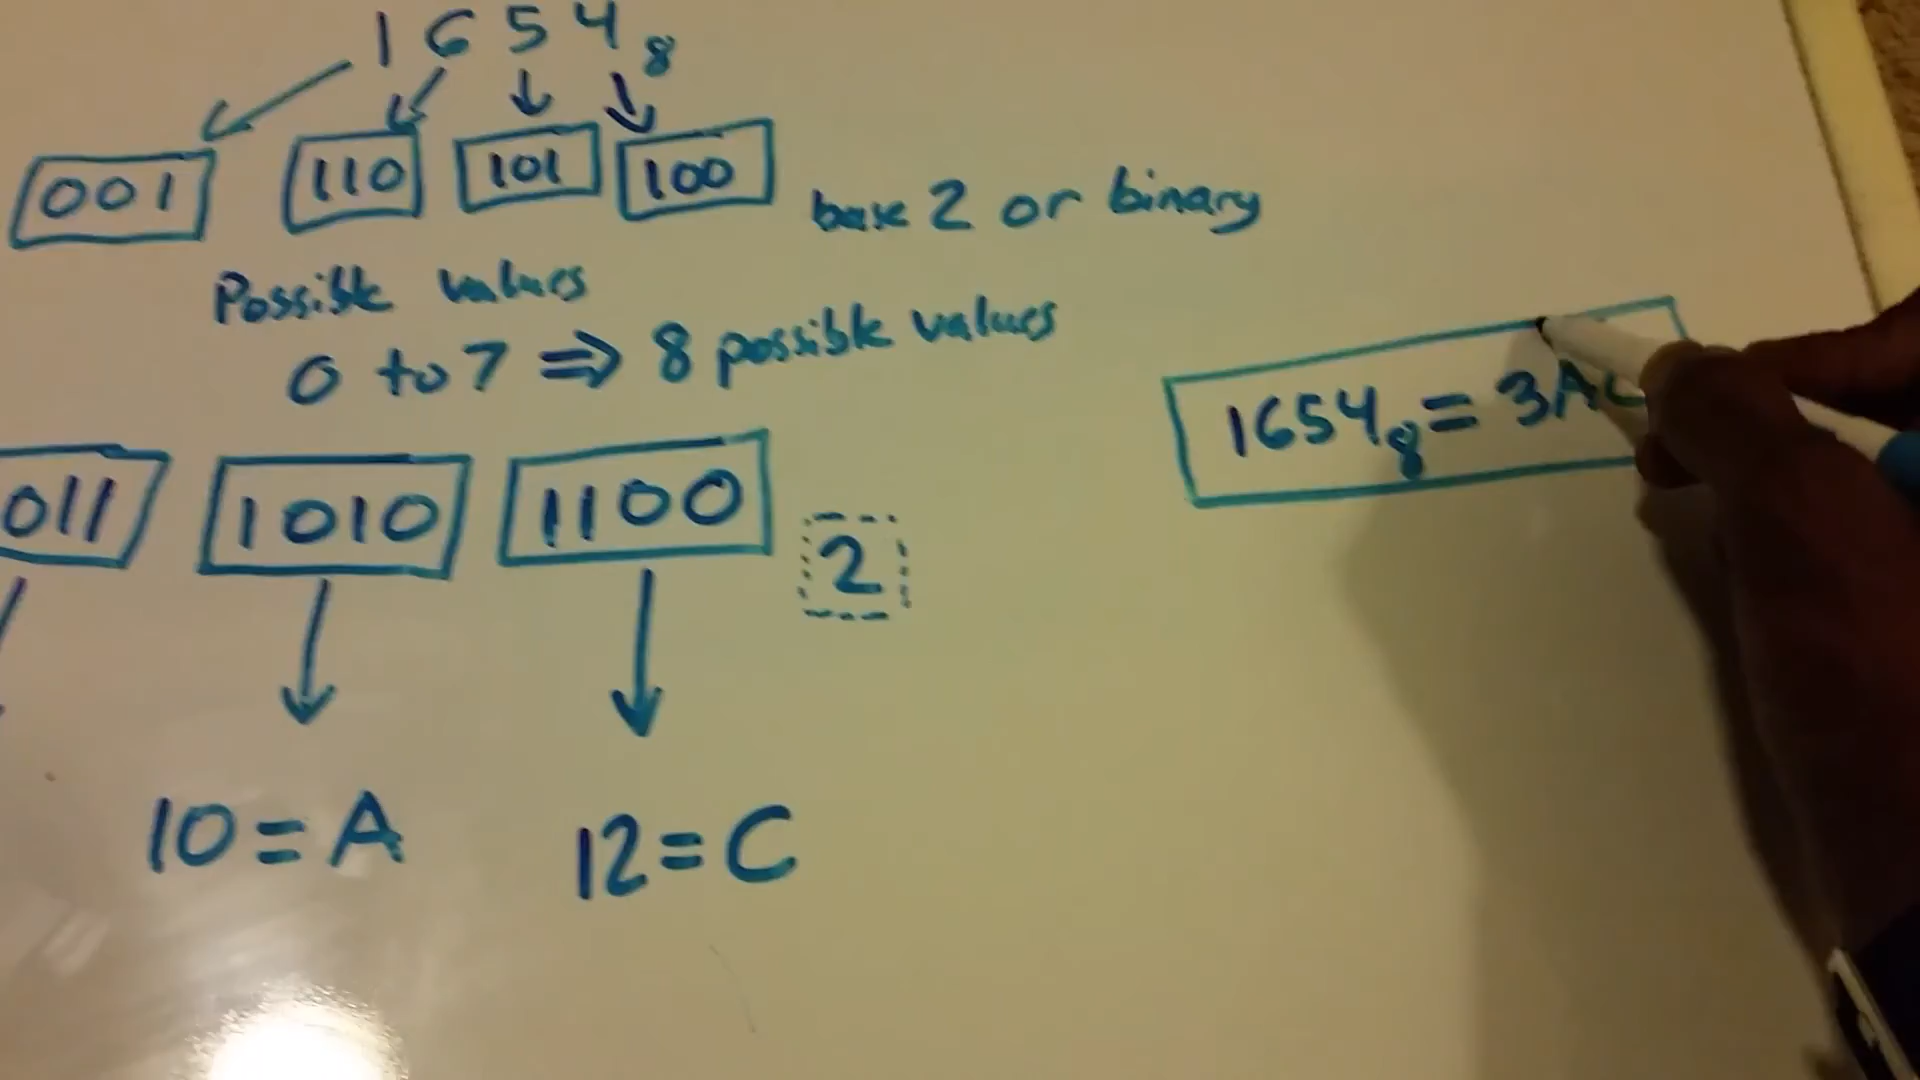 1654₈
001 110 101 100 base 2 or binary
Possible values
0 to 7 ⇒ 8 possible values
1654₈ = 3AC
011 1010 1100 2
10 = A 12 = C